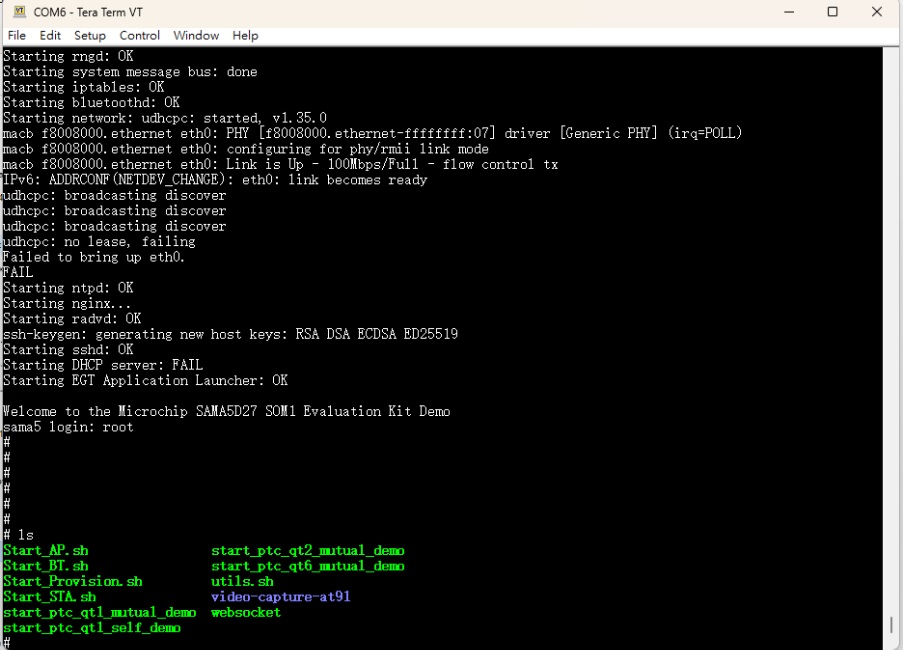 COM6 - Tera Term VT
File Edit Setup Control Window Help
Starting rngd: OK
Starting system message bus: done
Starting iptables: OK
Starting bluetoothd: OK
Starting network: udhcpc: started, v1.35.0
macb f8008000.ethernet eth0: PHY [f8008000.ethernet-ffffffff:07] driver [Generic PHY] (irq=POLL)
macb f8008000.ethernet eth0: configuring for phy/rmii link mode
macb f8008000.ethernet eth0: Link is Up - 100Mbps/Full - flow control tx
IPv6: ADDRCONF(NETDEV_CHANGE): eth0: link becomes ready
udhcpc: broadcasting discover
udhcpc: broadcasting discover
udhcpc: broadcasting discover
udhcpc: no lease, failing
Failed to bring up eth0.
FAIL
Starting ntpd: OK
Starting nginx...
Starting radvd: OK
ssh-keygen: generating new host keys: RSA DSA ECDSA ED25519
Starting sshd: OK
Starting DHCP server: FAIL
Starting EGT Application Launcher: OK
Welcome to the Microchip SAMA5D27 SOM1 Evaluation Kit Demo
sama5 login: root
#
#
#
#
#
#
# ls
Start_AP.sh start_ptc_qt2_mutual_demo
Start_BT.sh start_ptc_qt6_mutual_demo
Start_Provision.sh utils.sh
Start_STA.sh video-capture-at91
start_ptc_qt1_mutual_demo websocket
start_ptc_qt1_self_demo
#